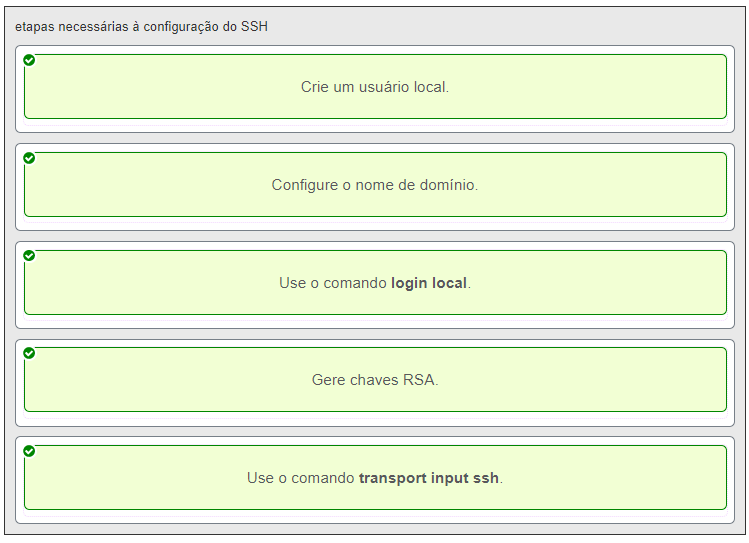 etapas necessárias à configuração do SSH
Crie um usuário local.
Configure o nome de domínio.
Use o comando login local.
Gere chaves RSA.
Use o comando transport input ssh.